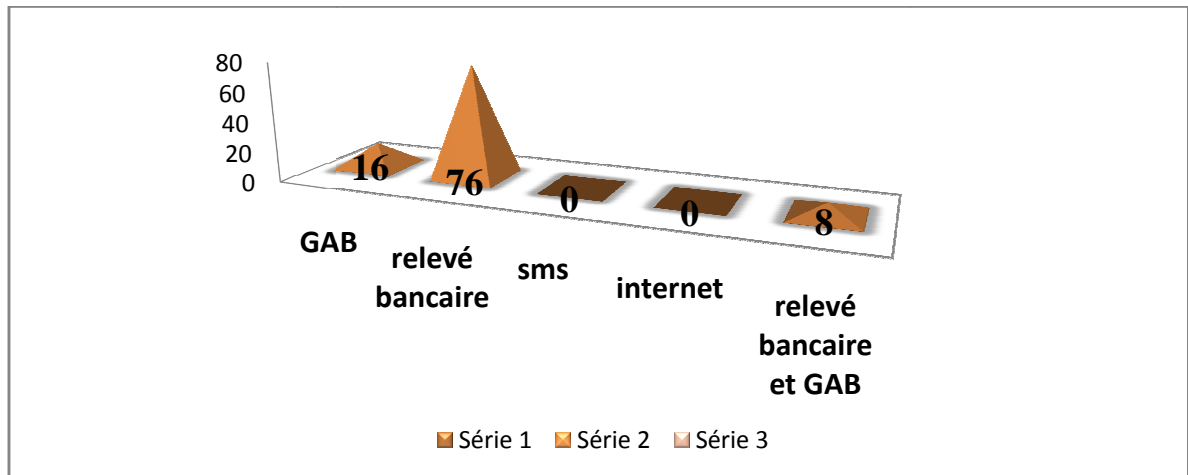 80
60
40
20
0
16
76
0
0
8
GAB
relevé
bancaire
sms
internet
relevé
bancaire
et GAB
Série 1
Série 2
Série 3